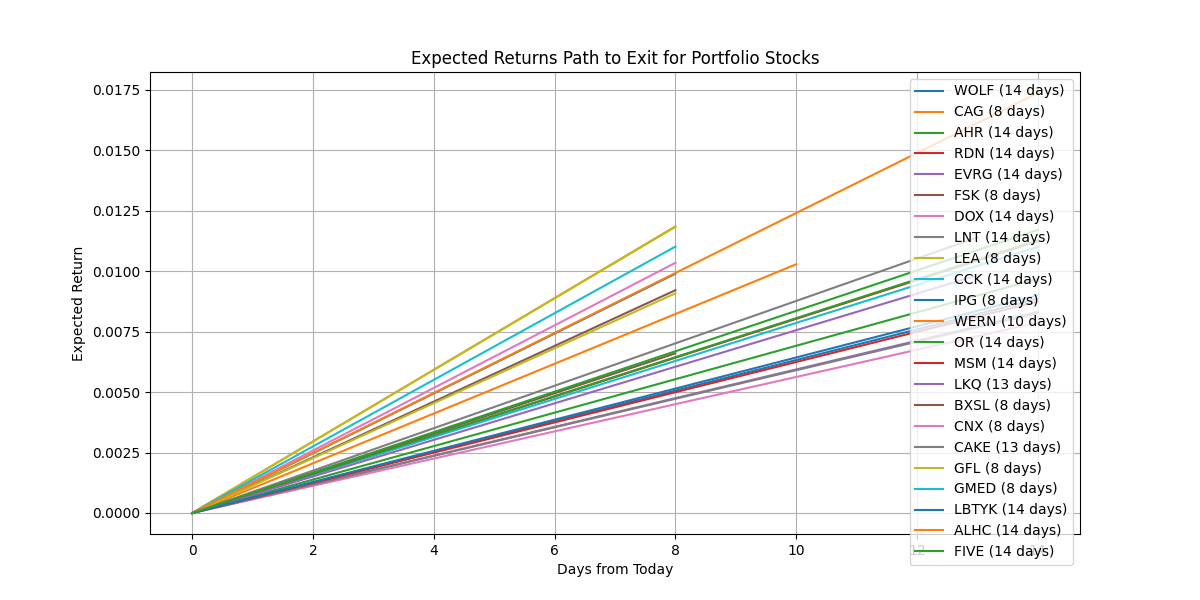 Expected Returns Path to Exit for Portfolio Stocks
Expected Return
0.0175
0.0150
0.0125
0.0100
0.0075
0.0050
0.0025
0.0000
WOLF (14 days)
CAG (8 days)
AHR (14 days)
RDN (14 days)
EVRG (14 days)
FSK (8 days)
DOX (14 days)
LNT (14 days)
LEA (8 days)
CCK (14 days)
IPG (8 days)
WERN (10 days)
OR (14 days)
MSM (14 days)
LKQ (13 days)
BXSL (8 days)
CNX (8 days)
CAKE (13 days)
GFL (8 days)
GMED (8 days)
LBTYK (14 days)
ALHC (14 days)
FIVE (14 days)
0 2 4 6 8 10 12
Days from Today